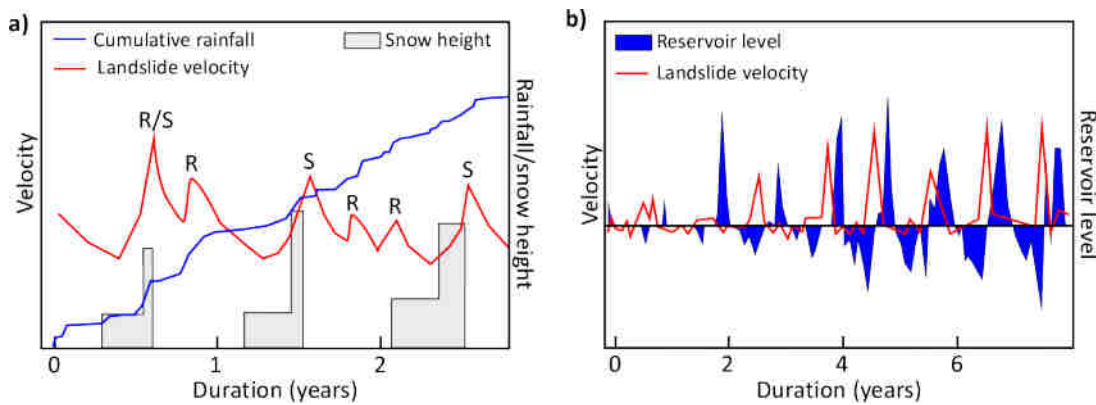 a)
Cumulative rainfall
Landslide velocity
Snow height
R/S
R
S
R
R
S
Velocity
Rainfall/snow height
0
1
2
Duration (years)
b)
Reservoir level
Landslide velocity
Velocity
Reservoir level
0
2
4
6
Duration (years)